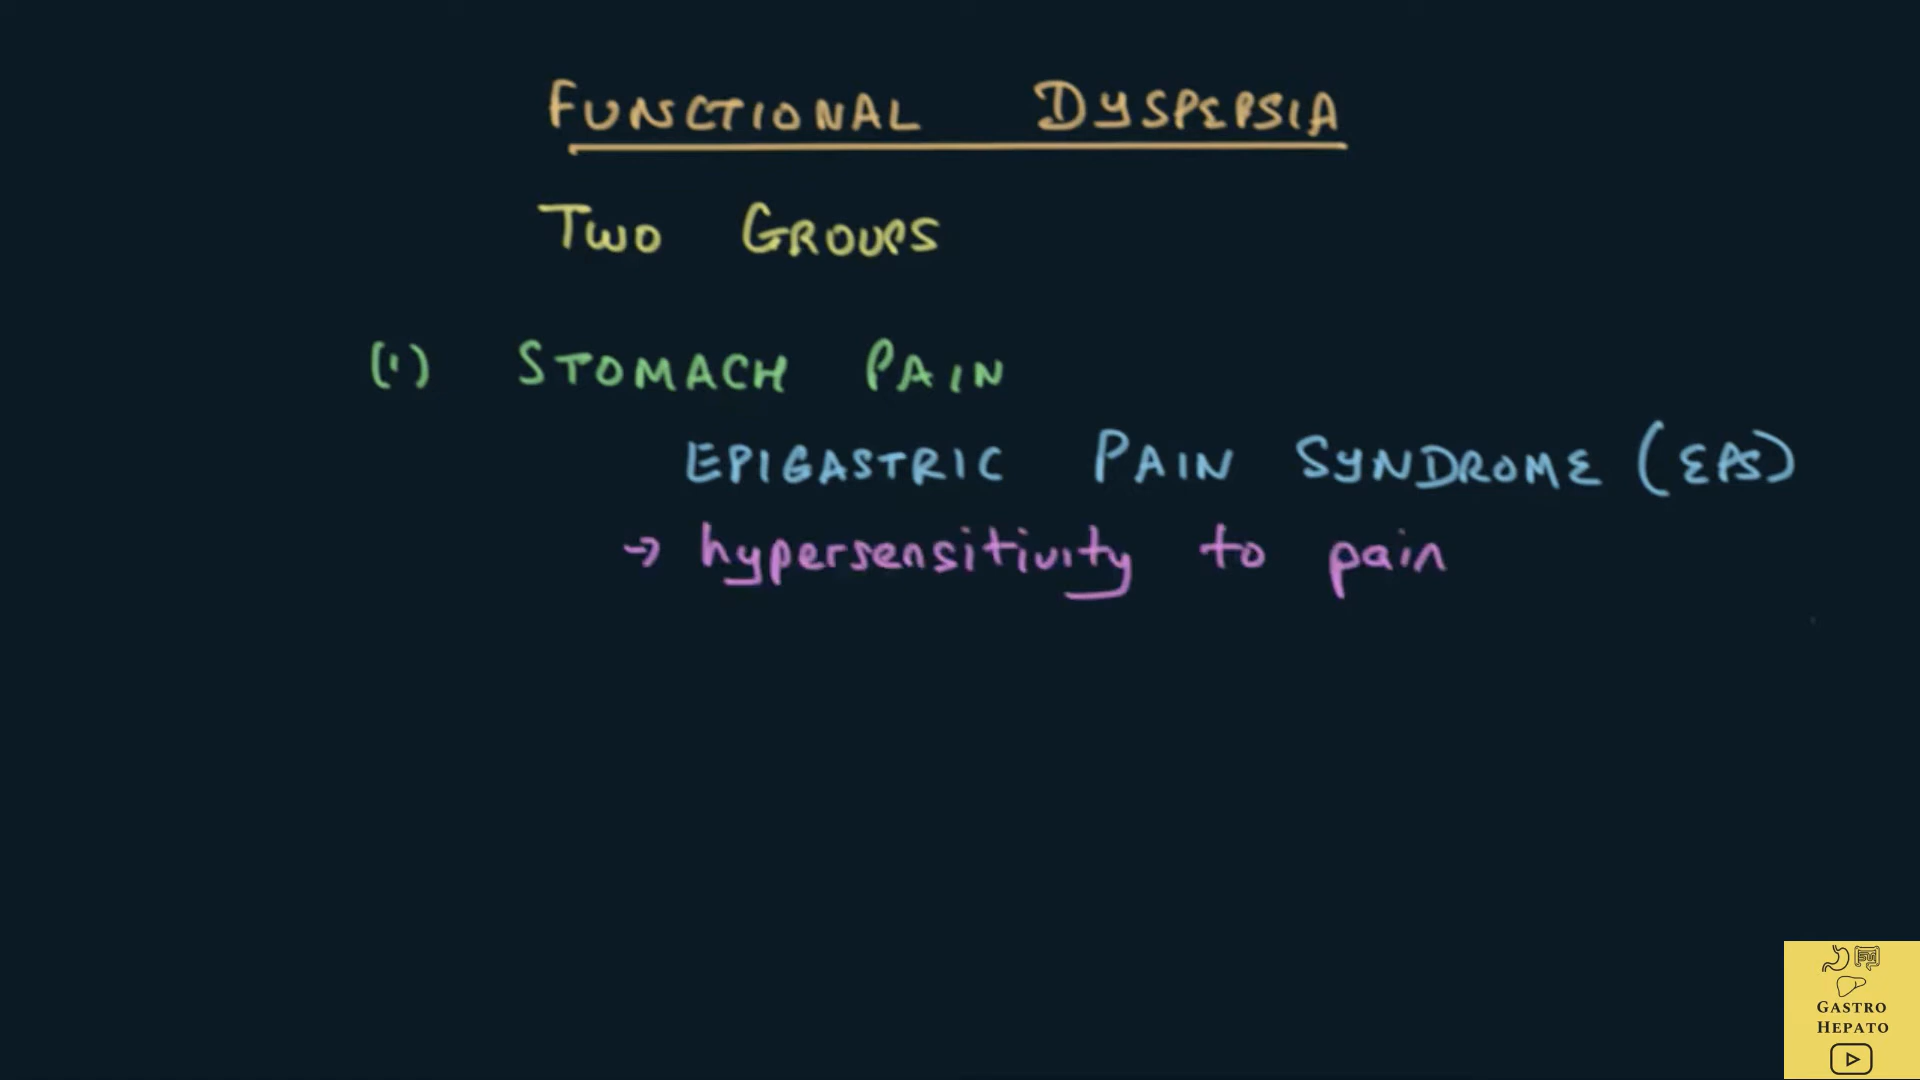 FUNCTIONAL DYSPEPSIA
TWO GROUPS
(1) STOMACH PAIN
EPIGASTRIC PAIN SYNDROME (EPS)
→ hypersensitivity to pain
GASTRO
HEPATO